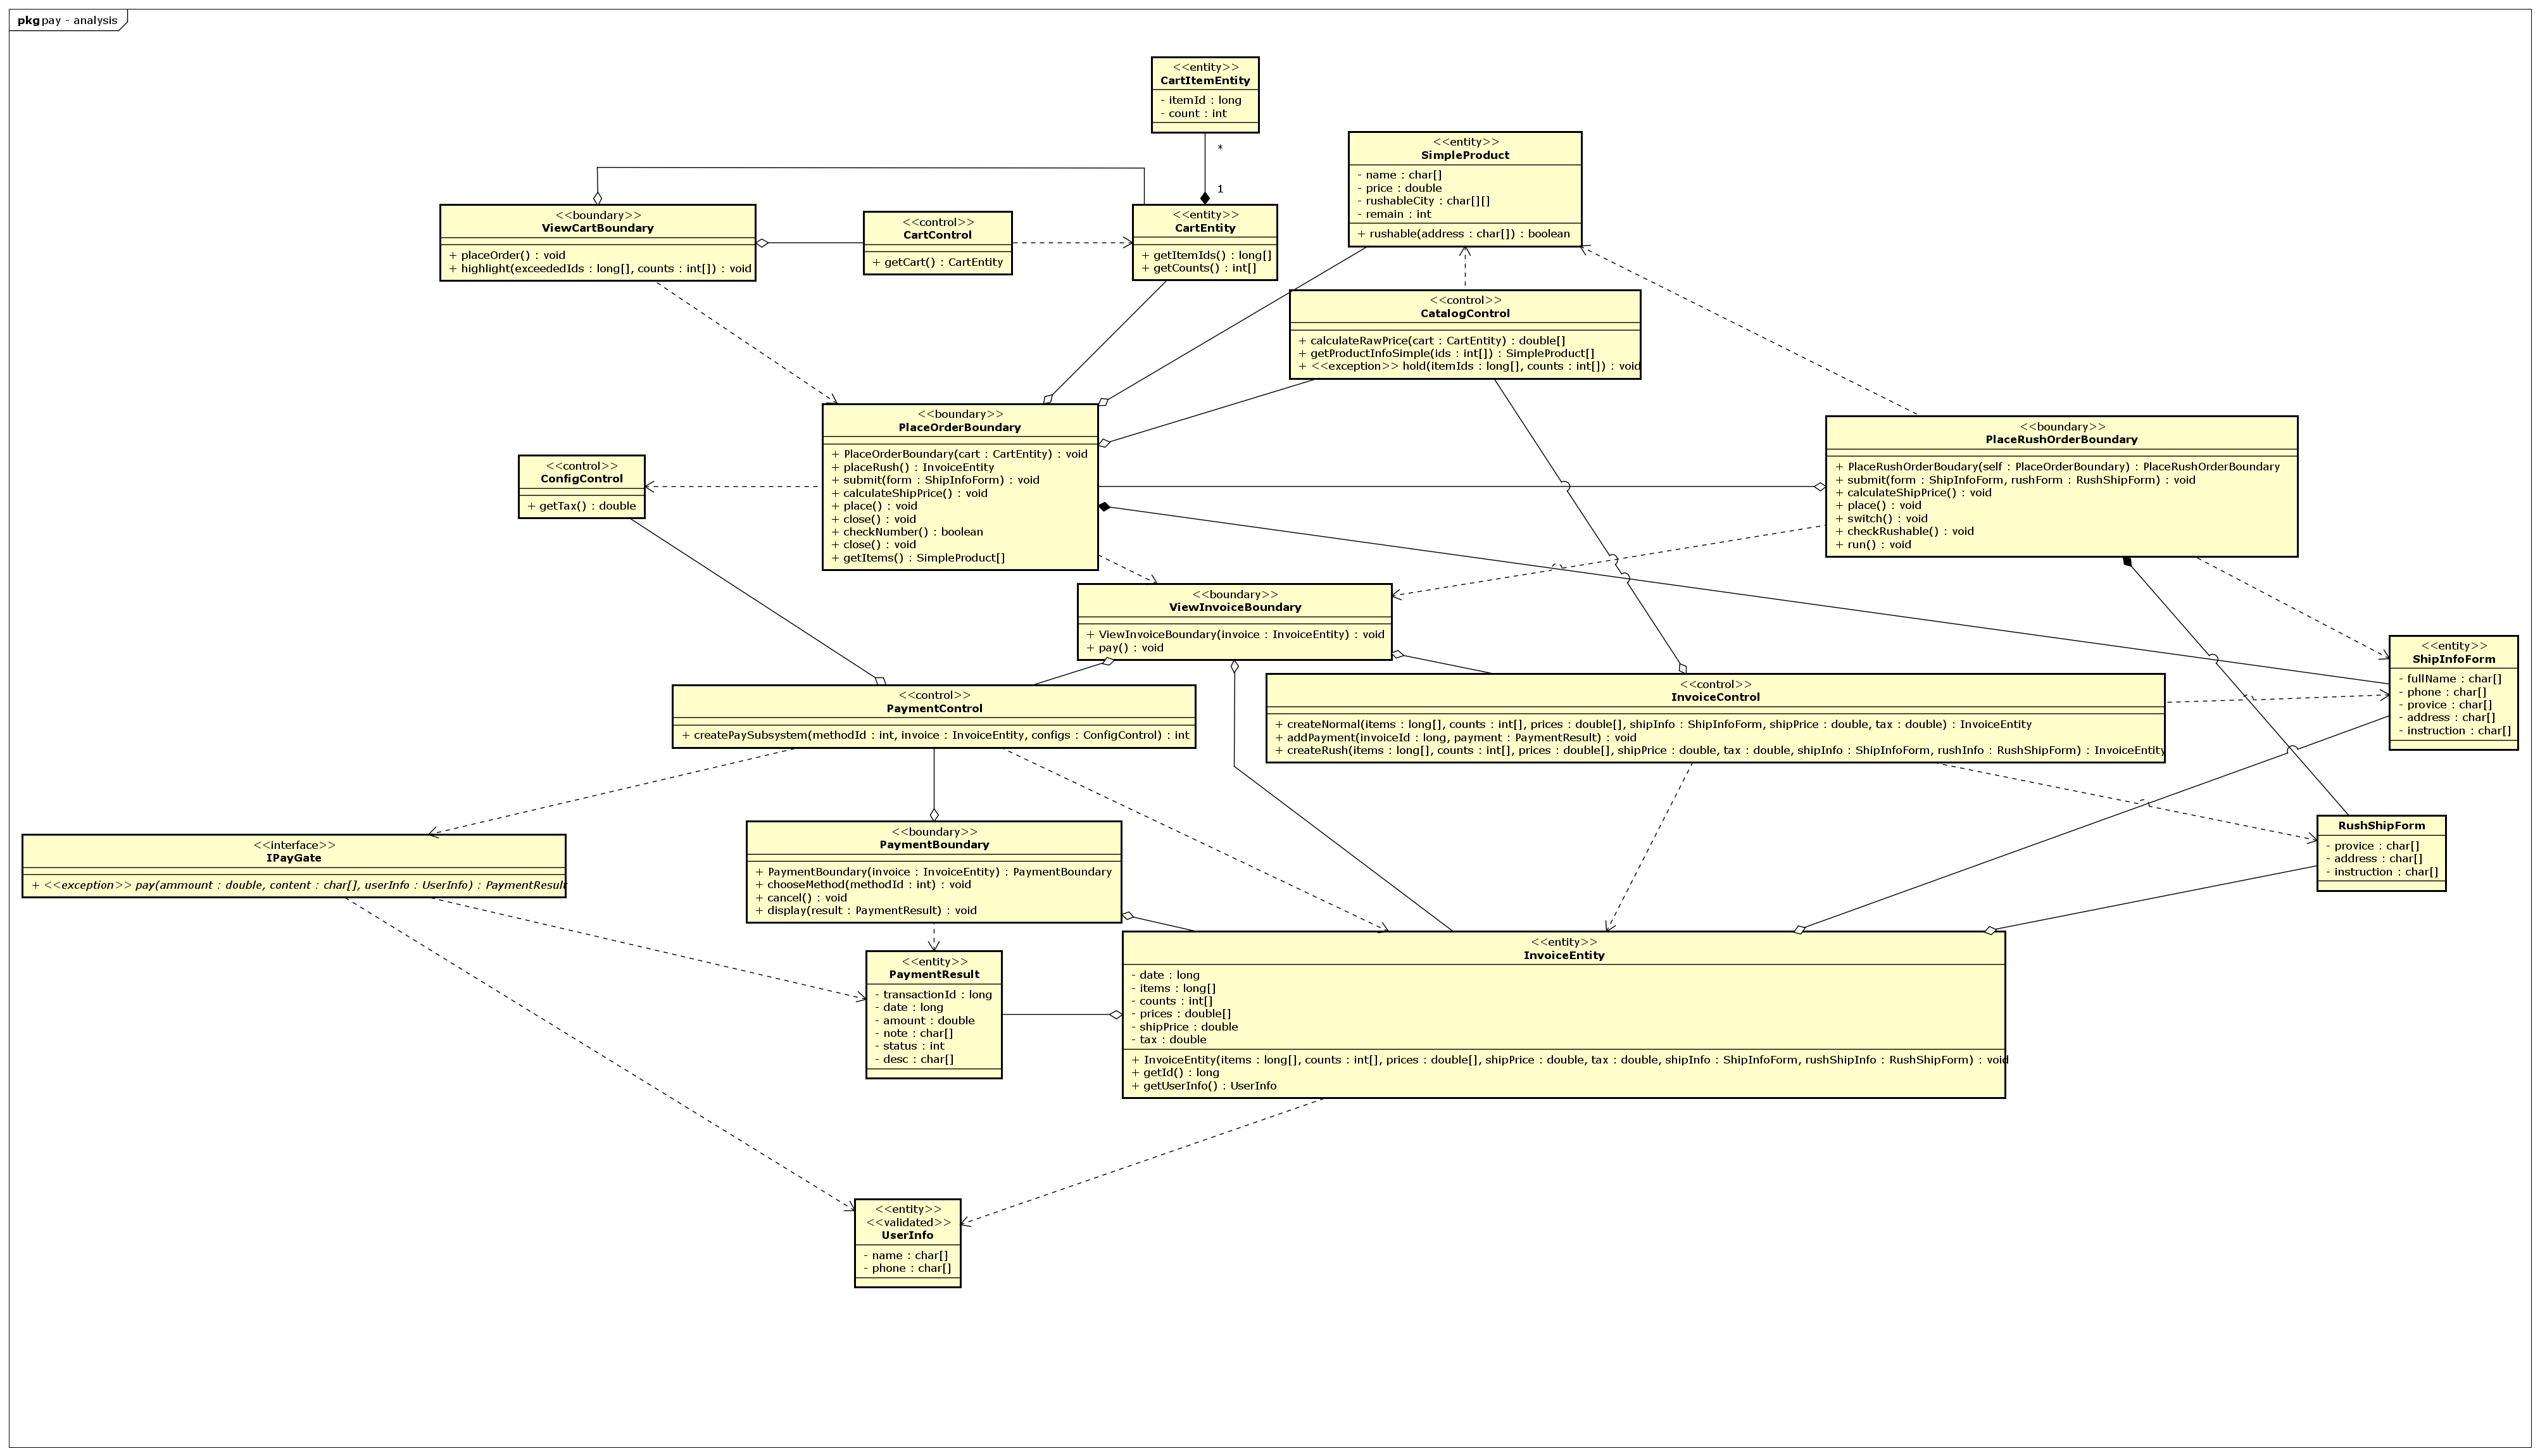 pkg pay - analysis
<<entity>>
CartItemEntity
- itemId : long
- count : int
*
1
<<entity>>
SimpleProduct
- name : char[]
- price : double
- rushableCity : char[][]
- remain : int
+ rushable(address : char[]) : boolean
<<boundary>>
ViewCartBoundary
+ placeOrder() : void
+ highlight(exceededIds : long[], counts : int[]) : void
<<control>>
CartControl
+ getCart() : CartEntity
<<entity>>
CartEntity
+ getItemIds() : long[]
+ getCounts() : int[]
<<control>>
CatalogControl
+ calculateRawPrice(cart : CartEntity) : double[]
+ getProductInfoSimple(ids : int[]) : SimpleProduct[]
+ <<exception>> hold(itemIds : long[], counts : int[]) : void
<<boundary>>
PlaceOrderBoundary
+ PlaceOrderBoundary(cart : CartEntity) : void
+ placeRush() : InvoiceEntity
+ submit(form : ShipInfoForm) : void
+ calculateShipPrice() : void
+ place() : void
+ close() : void
+ checkNumber() : boolean
+ close() : void
+ getItems() : SimpleProduct[]
<<boundary>>
PlaceRushOrderBoundary
+ PlaceRushOrderBoudary(self : PlaceOrderBoundary) : PlaceRushOrderBoundary
+ submit(form : ShipInfoForm, rushForm : RushShipForm) : void
+ calculateShipPrice() : void
+ place() : void
+ switch() : void
+ checkRushable() : void
+ run() : void
<<control>>
ConfigControl
+ getTax() : double
<<boundary>>
ViewInvoiceBoundary
+ ViewInvoiceBoundary(invoice : InvoiceEntity) : void
+ pay() : void
<<entity>>
ShipInfoForm
- fullName : char[]
- phone : char[]
- provice : char[]
- address : char[]
- instruction : char[]
<<control>>
PaymentControl
+ createPaySubsystem(methodId : int, invoice : InvoiceEntity, configs : ConfigControl) : int
<<control>>
InvoiceControl
+ createNormal(items : long[], counts : int[], prices : double[], shipInfo : ShipInfoForm, shipPrice : double, tax : double) : InvoiceEntity
+ addPayment(invoiceId : long, payment : PaymentResult) : void
+ createRush(items : long[], counts : int[], prices : double[], shipPrice : double, tax : double, shipInfo : ShipInfoForm, rushInfo : RushShipForm) : InvoiceEntity
<<interface>>
IPayGate
+ <<exception>> pay(ammount : double, content : char[], userInfo : UserInfo) : PaymentResult
<<boundary>>
PaymentBoundary
+ PaymentBoundary(invoice : InvoiceEntity) : PaymentBoundary
+ chooseMethod(methodId : int) : void
+ cancel() : void
+ display(result : PaymentResult) : void
RushShipForm
- provice : char[]
- address : char[]
- instruction : char[]
<<entity>>
PaymentResult
- transactionId : long
- date : long
- amount : double
- note : char[]
- status : int
- desc : char[]
<<entity>>
InvoiceEntity
- date : long
- items : long[]
- counts : int[]
- prices : double[]
- shipPrice : double
- tax : double
+ InvoiceEntity(items : long[], counts : int[], prices : double[], shipPrice : double, tax : double, shipInfo : ShipInfoForm, rushShipInfo : RushShipForm) : void
+ getId() : long
+ getUserInfo() : UserInfo
<<entity>>
<<validated>>
UserInfo
- name : char[]
- phone : char[]